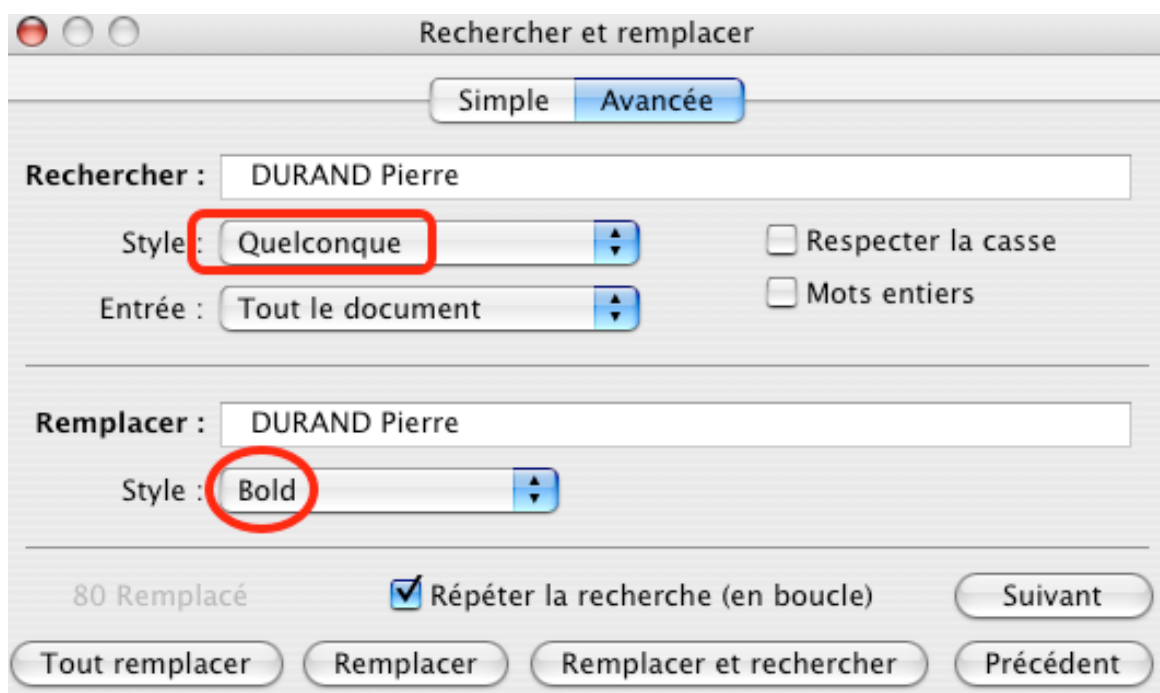 Rechercher et remplacer
Simple Avancée
Rechercher : DURAND Pierre
Style : Quelconque Respecter la casse
Entrée : Tout le document Mots entiers
Remplacer : DURAND Pierre
Style : Bold
80 Remplacé Répéter la recherche (en boucle) Suivant
Tout remplacer Remplacer Remplacer et rechercher Précédent